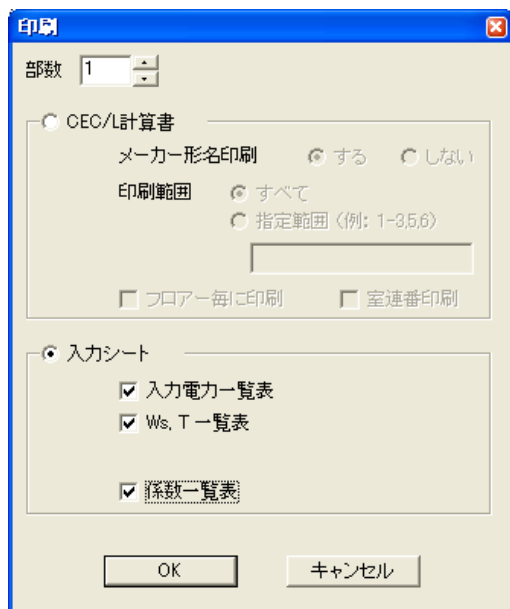 印刷
部数 1
CEC/L計算書
メーカー形名印刷 する しない
印刷範囲 すべて
指定範囲（例: 1-3,5,6）
フロアー毎に印刷 室連番印刷
入力シート
入力電力一覧表
Ws, T 一覧表
係数一覧表
OK キャンセル